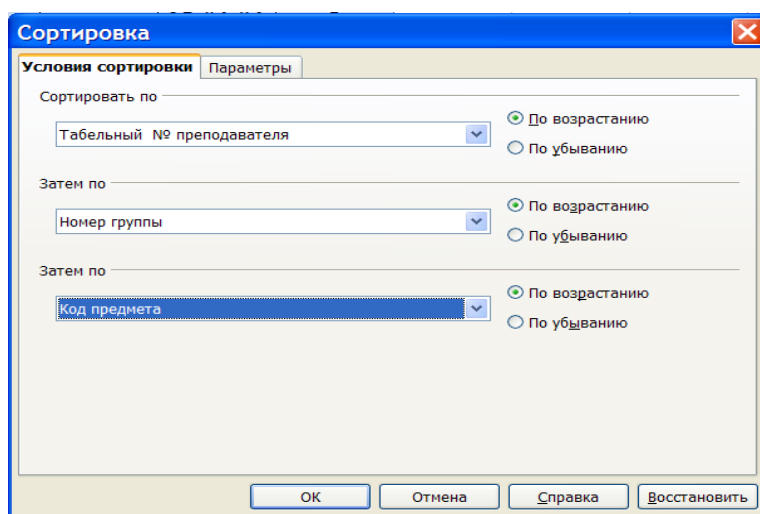 Сортировка
Условия сортировки Параметры
Сортировать по
Табельный № преподавателя
По возрастанию
По убыванию
Затем по
Номер группы
По возрастанию
По убыванию
Затем по
Код предмета
По возрастанию
По убыванию
ОК Отмена Справка Восстановить